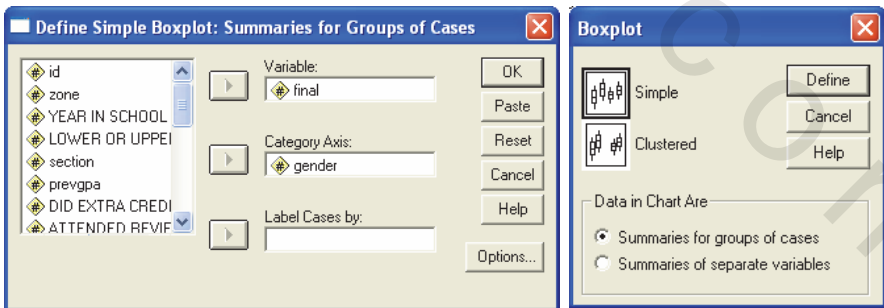 Define Simple Boxplot: Summaries for Groups of Cases
id
zone
YEAR IN SCHOOL
LOWER OR UPPEI
section
prevgpa
DID EXTRA CREDI
ATTENDED REVIE
Variable:
final
Category Axis:
gender
Label Cases by:
OK
Paste
Reset
Cancel
Help
Options...
Boxplot
Simple
Clustered
Define
Cancel
Help
Data in Chart Are
Summaries for groups of cases
Summaries of separate variables